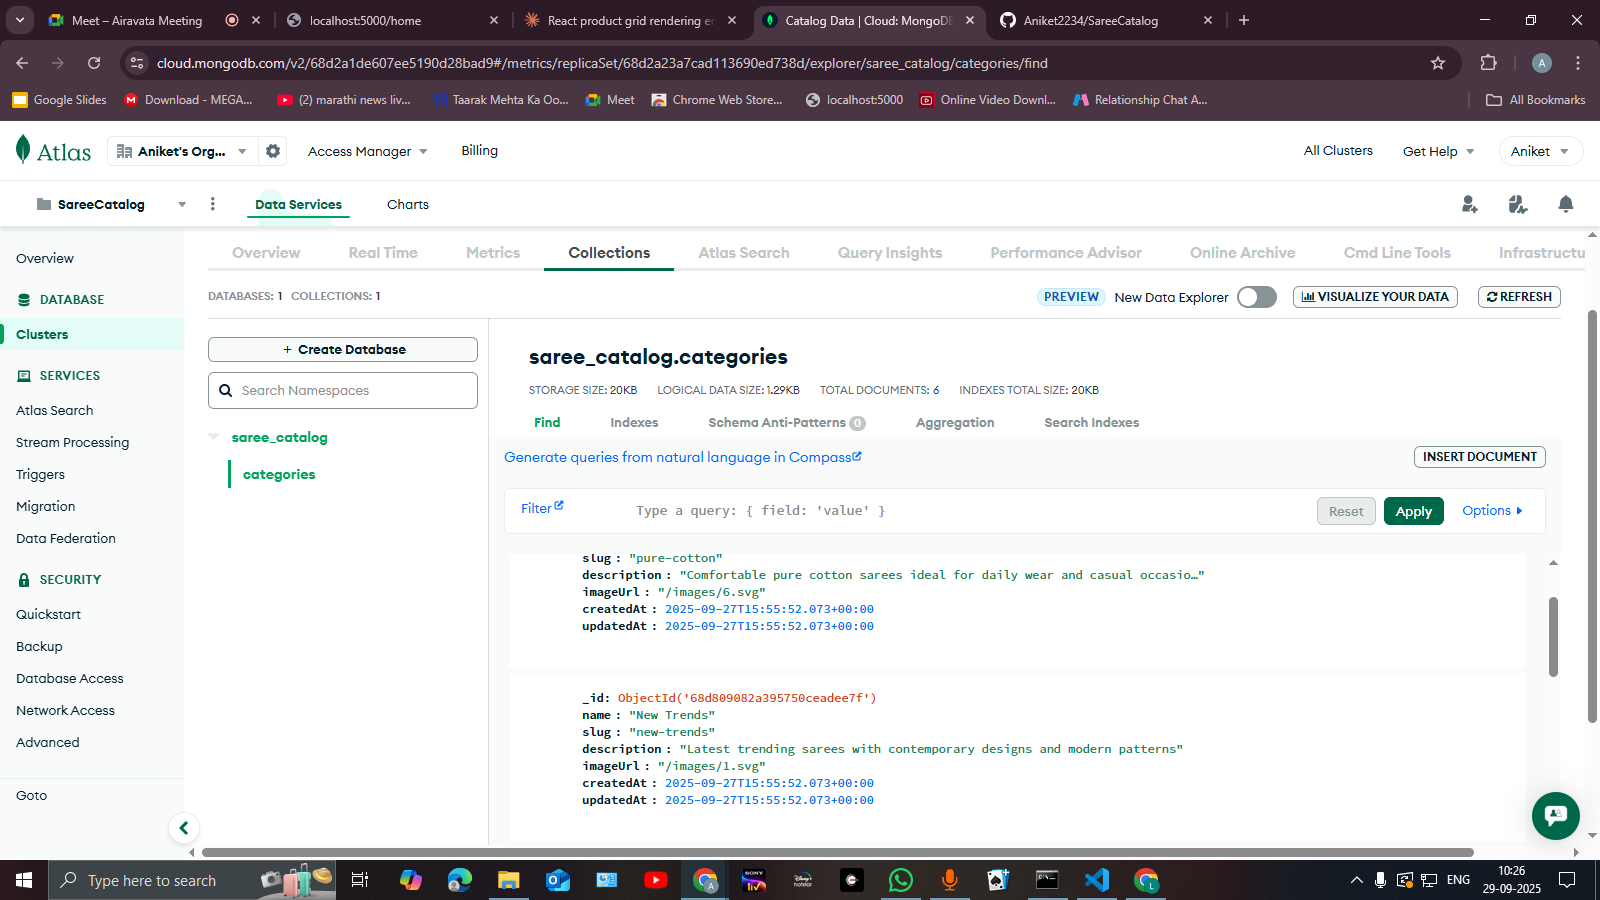 Meet – Airavata Meeting
localhost:5000/home
React product grid rendering er
Catalog Data | Cloud: MongoDB
Aniket2234/SareeCatalog
cloud.mongodb.com/v2/68d2a1de607ee5190d28bad9#/metrics/replicaSet/68d2a23a7cad113690ed738d/explorer/saree_catalog/categories/find
A
Google Slides
Download - MEGA...
(2) marathi news liv...
Taarak Mehta Ka Oo...
Meet
Chrome Web Store...
localhost:5000
Online Video Downl...
Relationship Chat A...
All Bookmarks
Atlas
Aniket's Org...
Access Manager
Billing
All Clusters
Get Help
Aniket
SareeCatalog
Data Services
Charts
Overview
DATABASE
Clusters
SERVICES
Atlas Search
Stream Processing
Triggers
Migration
Data Federation
SECURITY
Quickstart
Backup
Database Access
Network Access
Advanced
Goto
Overview
Real Time
Metrics
Collections
Atlas Search
Query Insights
Performance Advisor
Online Archive
Cmd Line Tools
Infrastructu
DATABASES: 1 COLLECTIONS: 1
PREVIEW
New Data Explorer
VISUALIZE YOUR DATA
REFRESH
+ Create Database
Search Namespaces
saree_catalog
categories
saree_catalog.categories
STORAGE SIZE: 20KB
LOGICAL DATA SIZE: 1.29KB
TOTAL DOCUMENTS: 6
INDEXES TOTAL SIZE: 20KB
Find
Indexes
Schema Anti-Patterns 0
Aggregation
Search Indexes
Generate queries from natural language in Compass
INSERT DOCUMENT
Filter
Type a query: { field: 'value' }
Reset
Apply
Options
slug : "pure-cotton"
description : "Comfortable pure cotton sarees ideal for daily wear and casual occasio…"
imageUrl : "/images/6.svg"
createdAt : 2025-09-27T15:55:52.073+00:00
updatedAt : 2025-09-27T15:55:52.073+00:00
_id: ObjectId('68d809082a395750ceadee7f')
name : "New Trends"
slug : "new-trends"
description : "Latest trending sarees with contemporary designs and modern patterns"
imageUrl : "/images/1.svg"
createdAt : 2025-09-27T15:55:52.073+00:00
updatedAt : 2025-09-27T15:55:52.073+00:00
Type here to search
SONY
liv
hotstar
A
L
ENG
10:26
29-09-2025